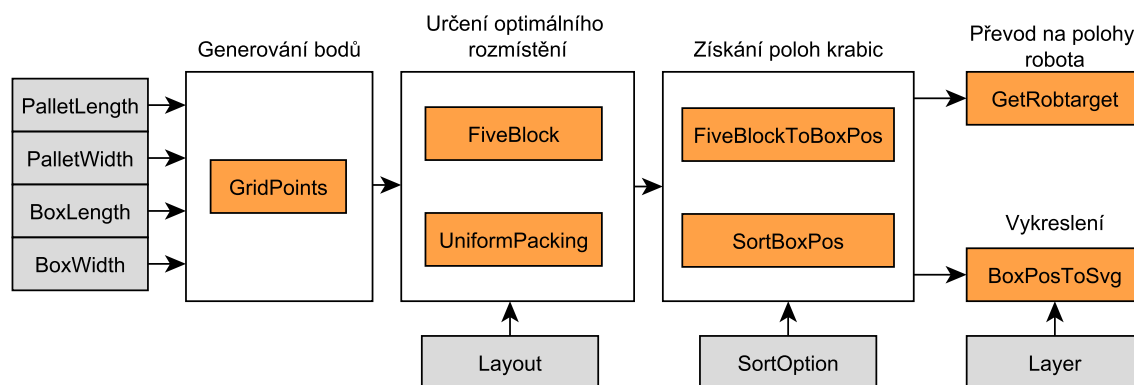 Generování bodů
Určení optimálního
rozmístění
Získání poloh krabic
Převod na polohy
robota
PalletLength
PalletWidth
BoxLength
BoxWidth
GridPoints
FiveBlock
UniformPacking
FiveBlockToBoxPos
SortBoxPos
GetRobtarget
Vykreslení
BoxPosToSvg
Layout
SortOption
Layer